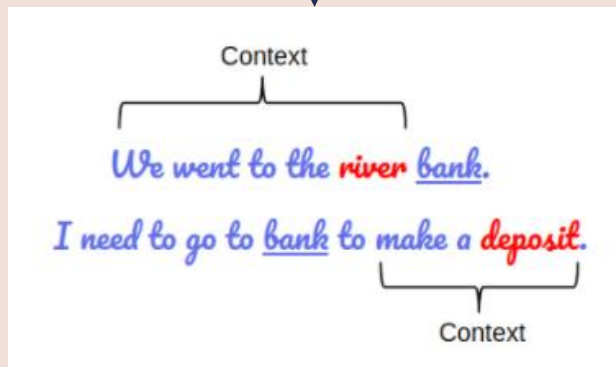 Context
We went to the river bank.
I need to go to bank to make a deposit.
Context